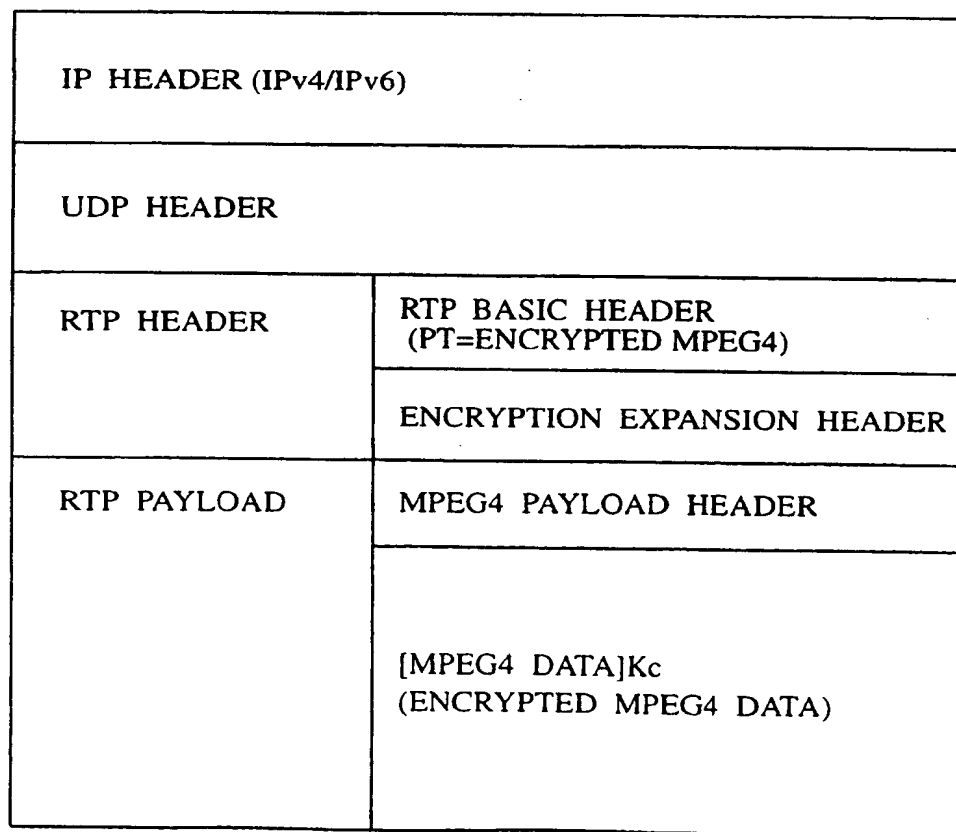 IP HEADER (IPv4/IPv6)
UDP HEADER
RTP HEADER
RTP BASIC HEADER
(PT=ENCRYPTED MPEG4)
ENCRYPTION EXPANSION HEADER
RTP PAYLOAD
MPEG4 PAYLOAD HEADER
[MPEG4 DATA]Kc
(ENCRYPTED MPEG4 DATA)